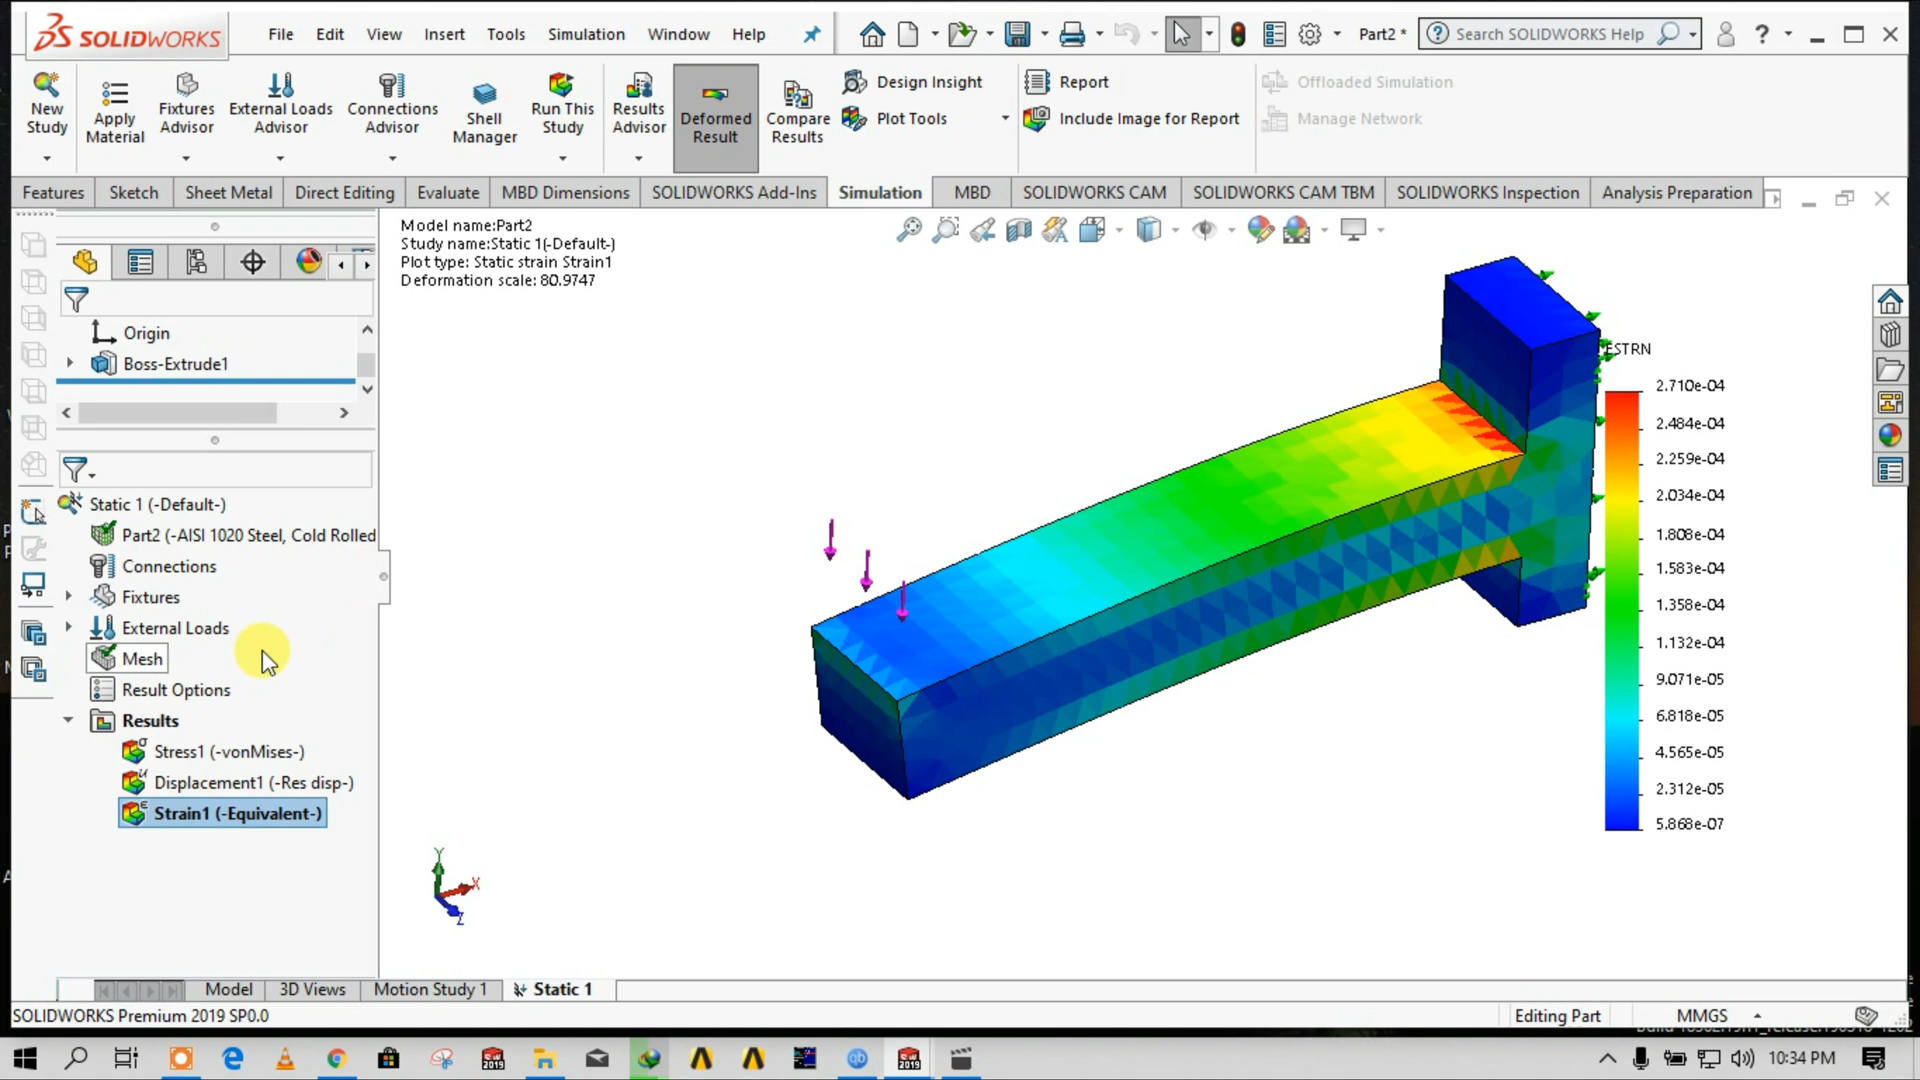 SOLIDWORKS
File Edit View Insert Tools Simulation Window Help
Part2 *
Search SOLIDWORKS Help
?
New Study
Apply Material
Fixtures Advisor
External Loads Advisor
Connections Advisor
Shell Manager
Run This Study
Results Advisor
Deformed Result
Compare Results
Design Insight
Plot Tools
Report
Include Image for Report
Offloaded Simulation
Manage Network
Features Sketch Sheet Metal Direct Editing Evaluate MBD Dimensions SOLIDWORKS Add-Ins Simulation MBD SOLIDWORKS CAM SOLIDWORKS CAM TBM SOLIDWORKS Inspection Analysis Preparation
Model name:Part2
Study name:Static 1(-Default-)
Plot type: Static strain Strain1
Deformation scale: 80.9747
Origin
Boss-Extrude1
Static 1 (-Default-)
Part2 (-AISI 1020 Steel, Cold Rolled
Connections
Fixtures
External Loads
Mesh
Result Options
Results
Stress1 (-vonMises-)
Displacement1 (-Res disp-)
Strain1 (-Equivalent-)
ESTRN
2.710e-04
2.484e-04
2.259e-04
2.034e-04
1.808e-04
1.583e-04
1.358e-04
1.132e-04
9.071e-05
6.818e-05
4.565e-05
2.312e-05
5.868e-07
Y
X
Z
Model 3D Views Motion Study 1 Static 1
SOLIDWORKS Premium 2019 SP0.0
Editing Part
MMGS
10:34 PM